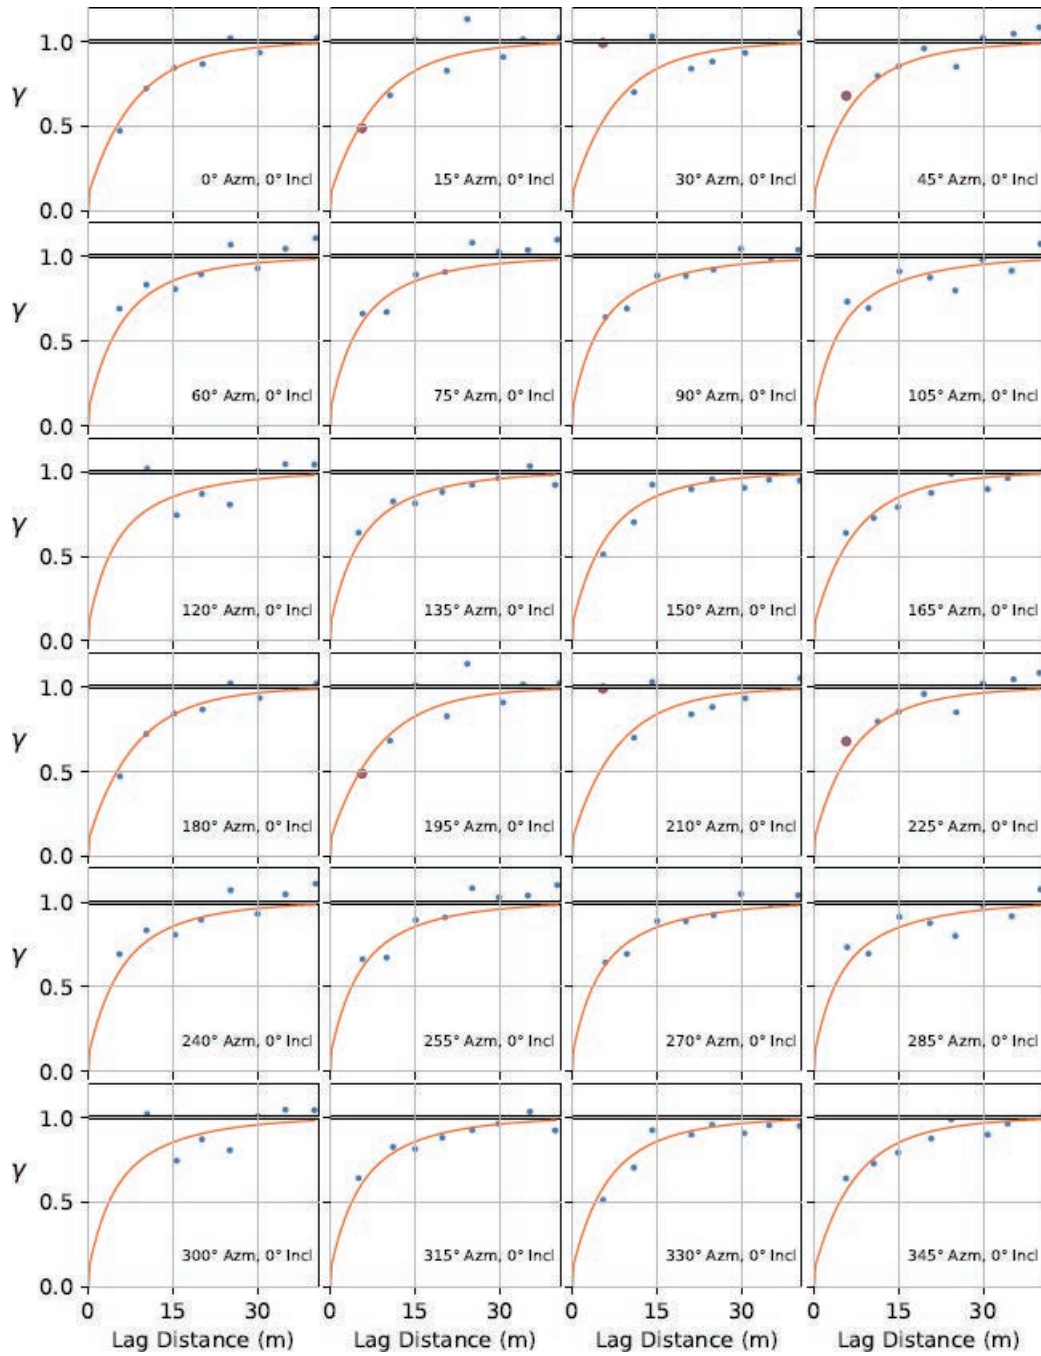 1.0
γ
0.5
0.0
0° Azm, 0° Incl
15° Azm, 0° Incl
30° Azm, 0° Incl
45° Azm, 0° Incl
1.0
γ
0.5
0.0
60° Azm, 0° Incl
75° Azm, 0° Incl
90° Azm, 0° Incl
105° Azm, 0° Incl
1.0
γ
0.5
0.0
120° Azm, 0° Incl
135° Azm, 0° Incl
150° Azm, 0° Incl
165° Azm, 0° Incl
1.0
γ
0.5
0.0
180° Azm, 0° Incl
195° Azm, 0° Incl
210° Azm, 0° Incl
225° Azm, 0° Incl
1.0
γ
0.5
0.0
240° Azm, 0° Incl
255° Azm, 0° Incl
270° Azm, 0° Incl
285° Azm, 0° Incl
1.0
γ
0.5
0.0
300° Azm, 0° Incl
315° Azm, 0° Incl
330° Azm, 0° Incl
345° Azm, 0° Incl
0 15 30 0 15 30 0 15 30 0 15 30
Lag Distance (m) Lag Distance (m) Lag Distance (m) Lag Distance (m)